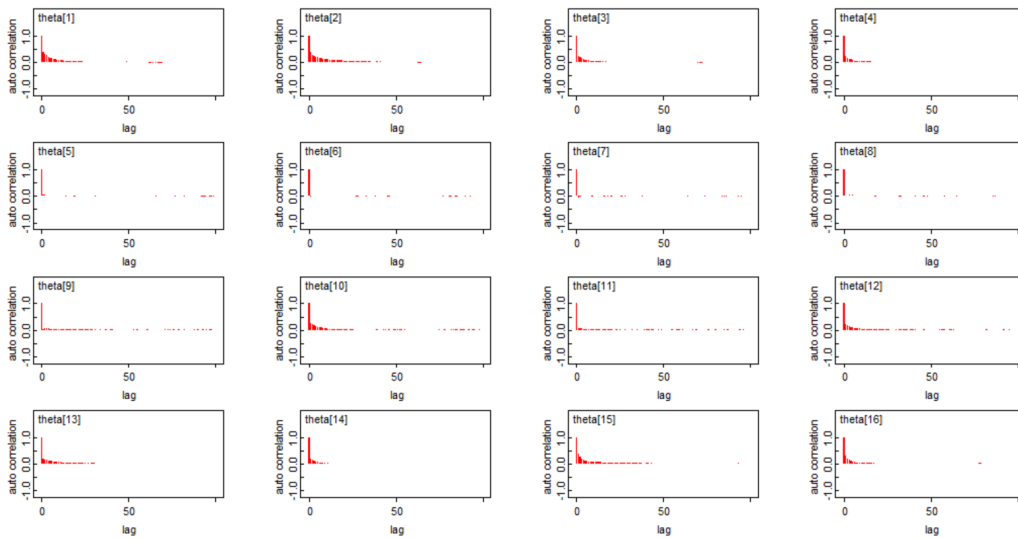 theta[1]
auto correlation
-1.0 0.0 1.0
0 50
lag
theta[2]
auto correlation
-1.0 0.0 1.0
0 50
lag
theta[3]
auto correlation
-1.0 0.0 1.0
0 50
lag
theta[4]
auto correlation
-1.0 0.0 1.0
0 50
lag
theta[5]
auto correlation
-1.0 0.0 1.0
0 50
lag
theta[6]
auto correlation
-1.0 0.0 1.0
0 50
lag
theta[7]
auto correlation
-1.0 0.0 1.0
0 50
lag
theta[8]
auto correlation
-1.0 0.0 1.0
0 50
lag
theta[9]
auto correlation
-1.0 0.0 1.0
0 50
lag
theta[10]
auto correlation
-1.0 0.0 1.0
0 50
lag
theta[11]
auto correlation
-1.0 0.0 1.0
0 50
lag
theta[12]
auto correlation
-1.0 0.0 1.0
0 50
lag
theta[13]
auto correlation
-1.0 0.0 1.0
0 50
lag
theta[14]
auto correlation
-1.0 0.0 1.0
0 50
lag
theta[15]
auto correlation
-1.0 0.0 1.0
0 50
lag
theta[16]
auto correlation
-1.0 0.0 1.0
0 50
lag